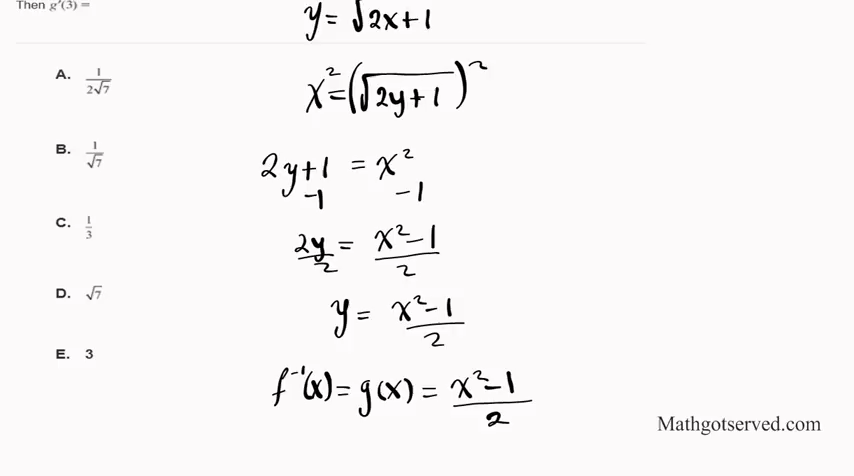 Then g′(3) =
y = √2x+1
A. 1/2√7
x² = (√2y+1)²
B. 1/√7
2y+1 = x²
-1 -1
C. 1/3
2y/2 = x²-1/2
D. √7
y = x²-1/2
E. 3
f⁻¹(x) = g(x) = x²-1/2
Mathgotserved.com